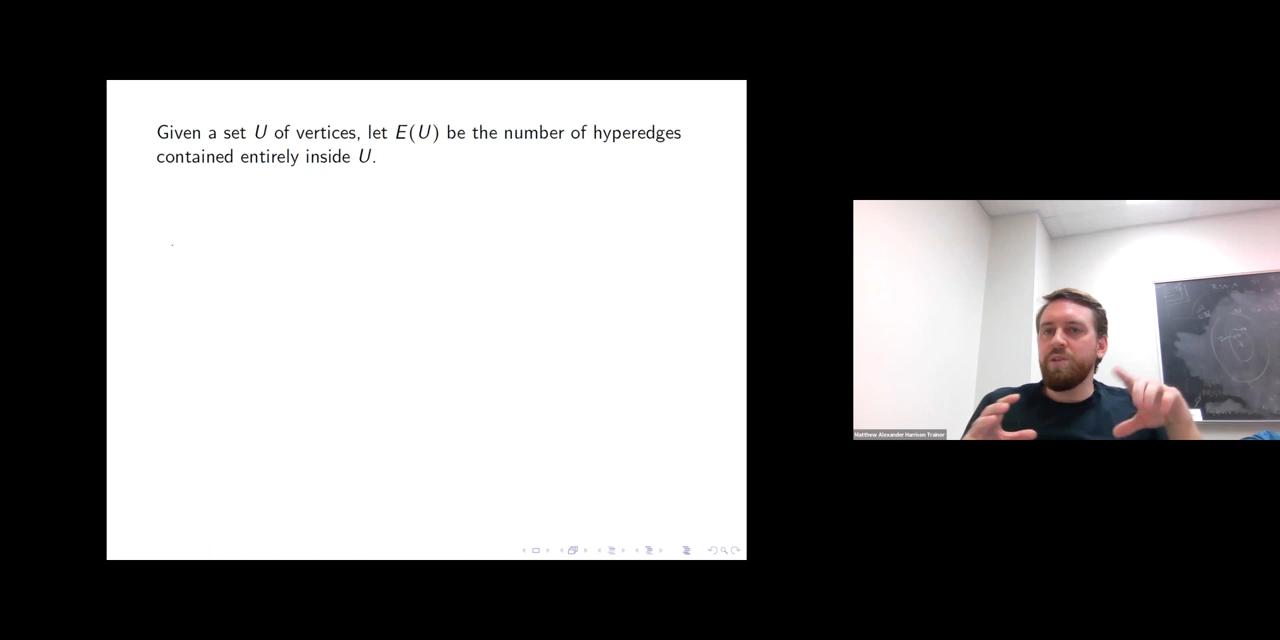 Given a set U of vertices, let E(U) be the number of hyperedges
contained entirely inside U.
Matthew Alexander Harrison Trainor